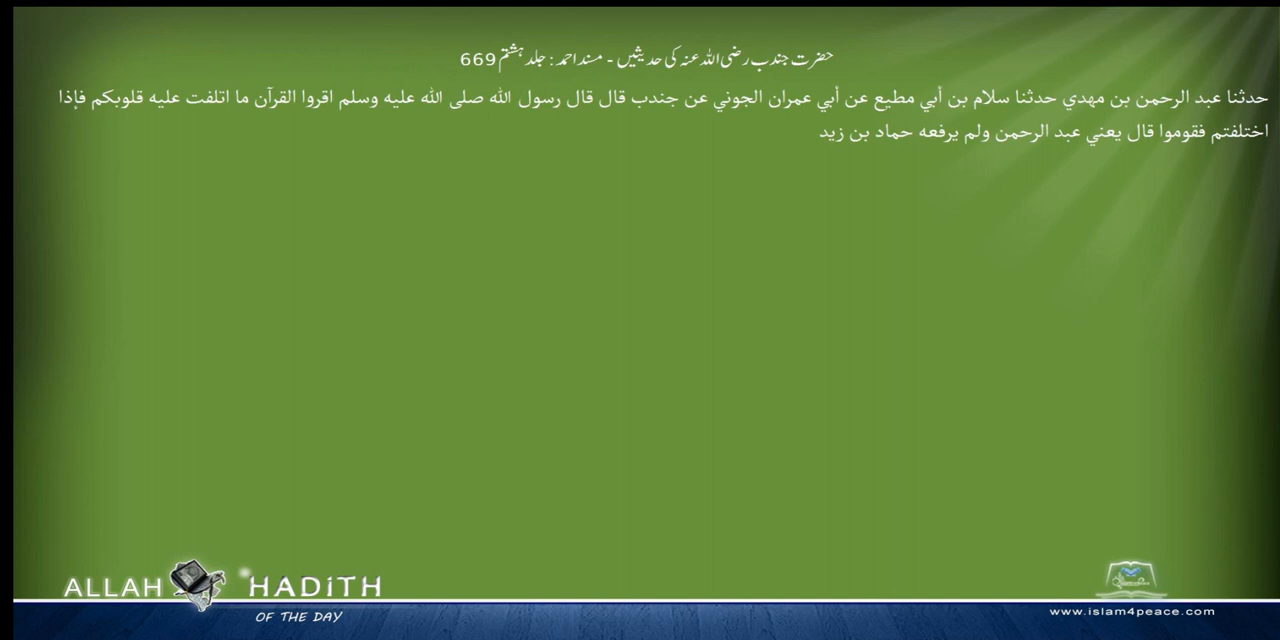 حضرت جندب رضی اللہ عنہ کی حدیثیں - مسند احمد : جلد ہشتم 669
حدثنا عبد الرحمن بن مهدي حدثنا سلام بن أبي مطيع عن أبي عمران الجوني عن جندب قال قال رسول الله صلى الله عليه وسلم اقروا القرآن ما اتلفت عليه قلوبكم فإذا
اختلفتم فقوموا قال يعني عبد الرحمن ولم يرفعه حماد بن زيد
ALLAH HADITH
OF THE DAY
www.islam4peace.com